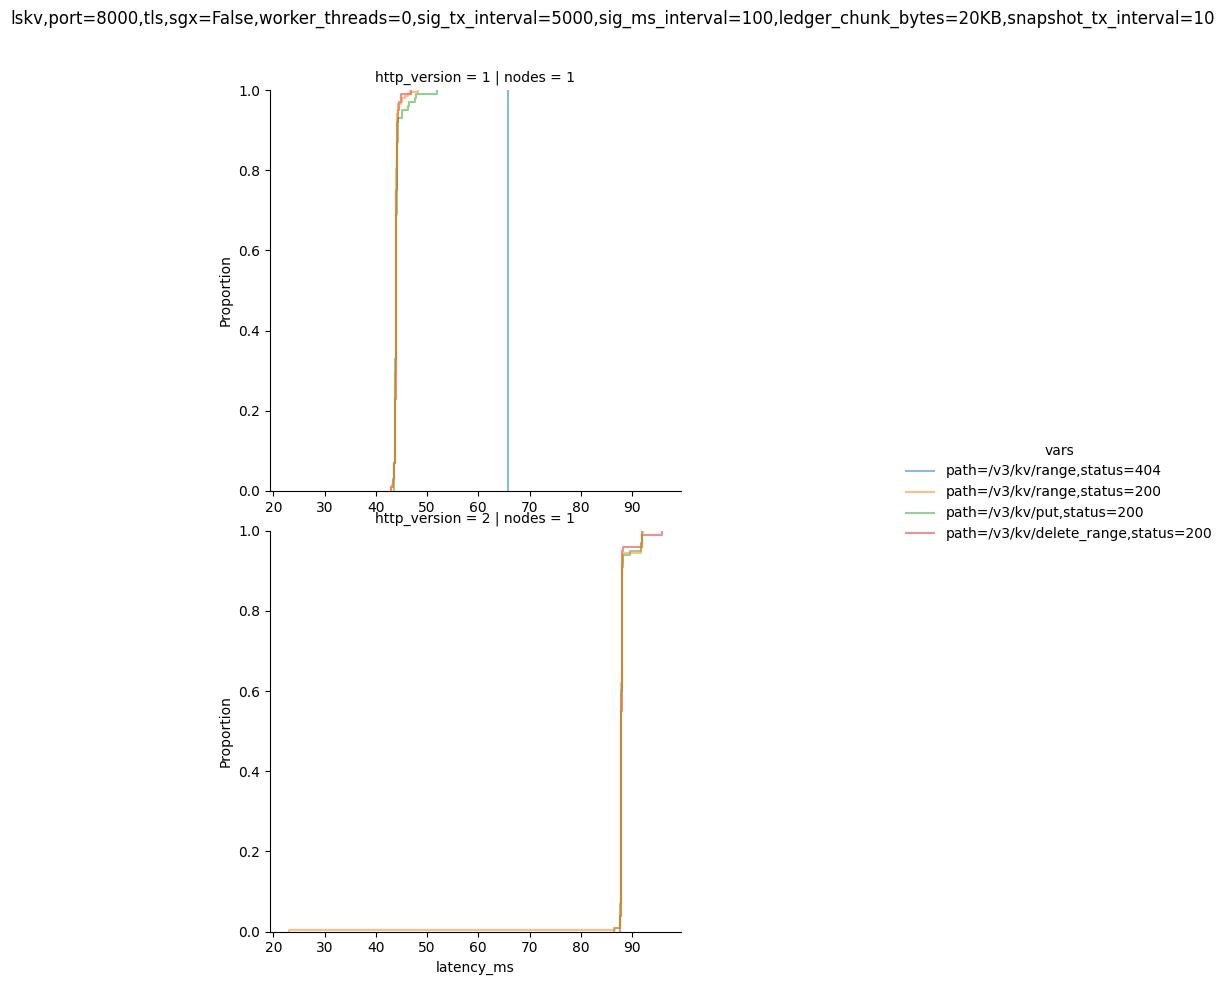 lskv,port=8000,tls,sgx=False,worker_threads=0,sig_tx_interval=5000,sig_ms_interval=100,ledger_chunk_bytes=20KB,snapshot_tx_interval=10
http_version = 1 | nodes = 1
1.0
0.8
0.6
0.4
0.2
0.0
Proportion
20 30 40 50 60 70 80 90
http_version = 2 | nodes = 1
1.0
0.8
0.6
0.4
0.2
0.0
Proportion
20 30 40 50 60 70 80 90
latency_ms
vars
path=/v3/kv/range,status=404
path=/v3/kv/range,status=200
path=/v3/kv/put,status=200
path=/v3/kv/delete_range,status=200